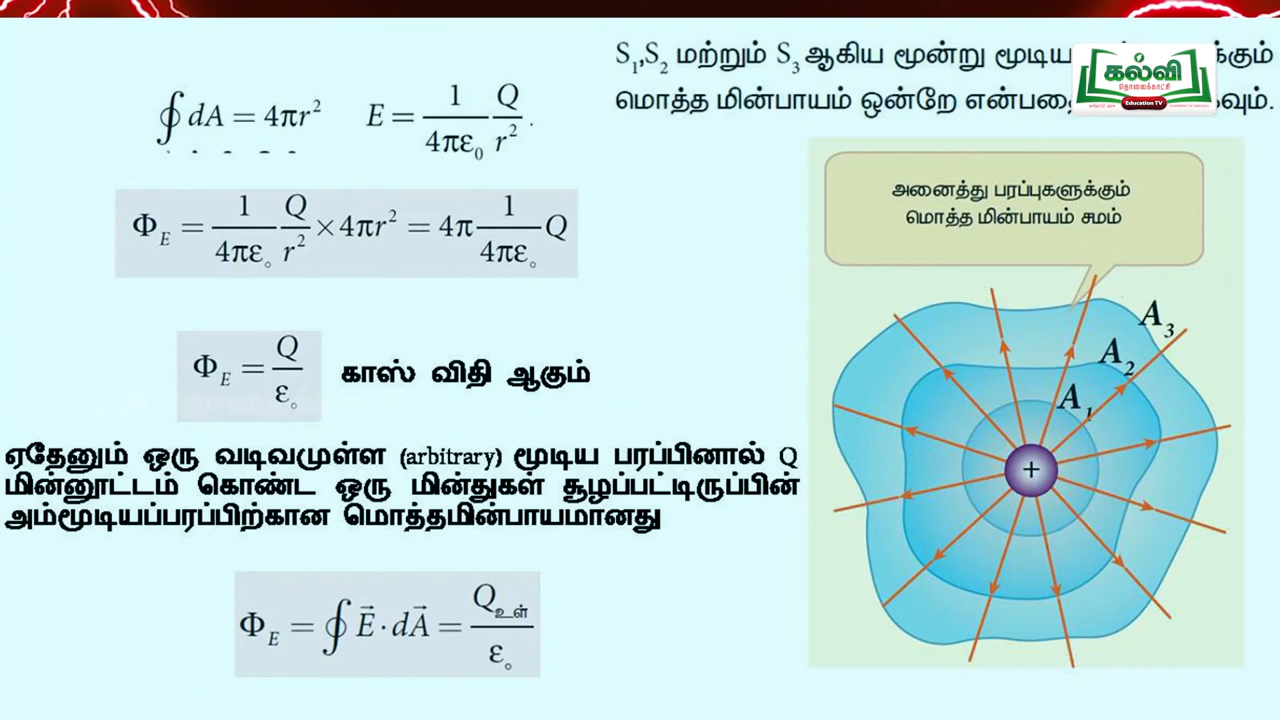 ∮dA = 4πr² E = 1/4πε₀ Q/r² .
Φ_E = 1/4πε₀ Q/r² × 4πr² = 4π 1/4πε₀ Q
Φ_E = Q/ε₀ காஸ் விதி ஆகும்
ஏதேனும் ஒரு வடிவமுள்ள (arbitrary) மூடிய பரப்பினால் Q
மின்னூட்டம் கொண்ட ஒரு மின்துகள் சூழப்பட்டிருப்பின்
அம்மூடியப்பரப்பிற்கான மொத்தமின்பாயமானது
Φ_E = ∮E⃗·dA⃗ = Q_உள்/ε₀
S₁,S₂ மற்றும் S₃ ஆகிய மூன்று மூடிய
மொத்த மின்பாயம் ஒன்றே
கல்வி
தொலைக்காட்சி
Education TV
அனைத்து பரப்புகளுக்கும்
மொத்த மின்பாயம் சமம்
A₃
A₂
A₁
+